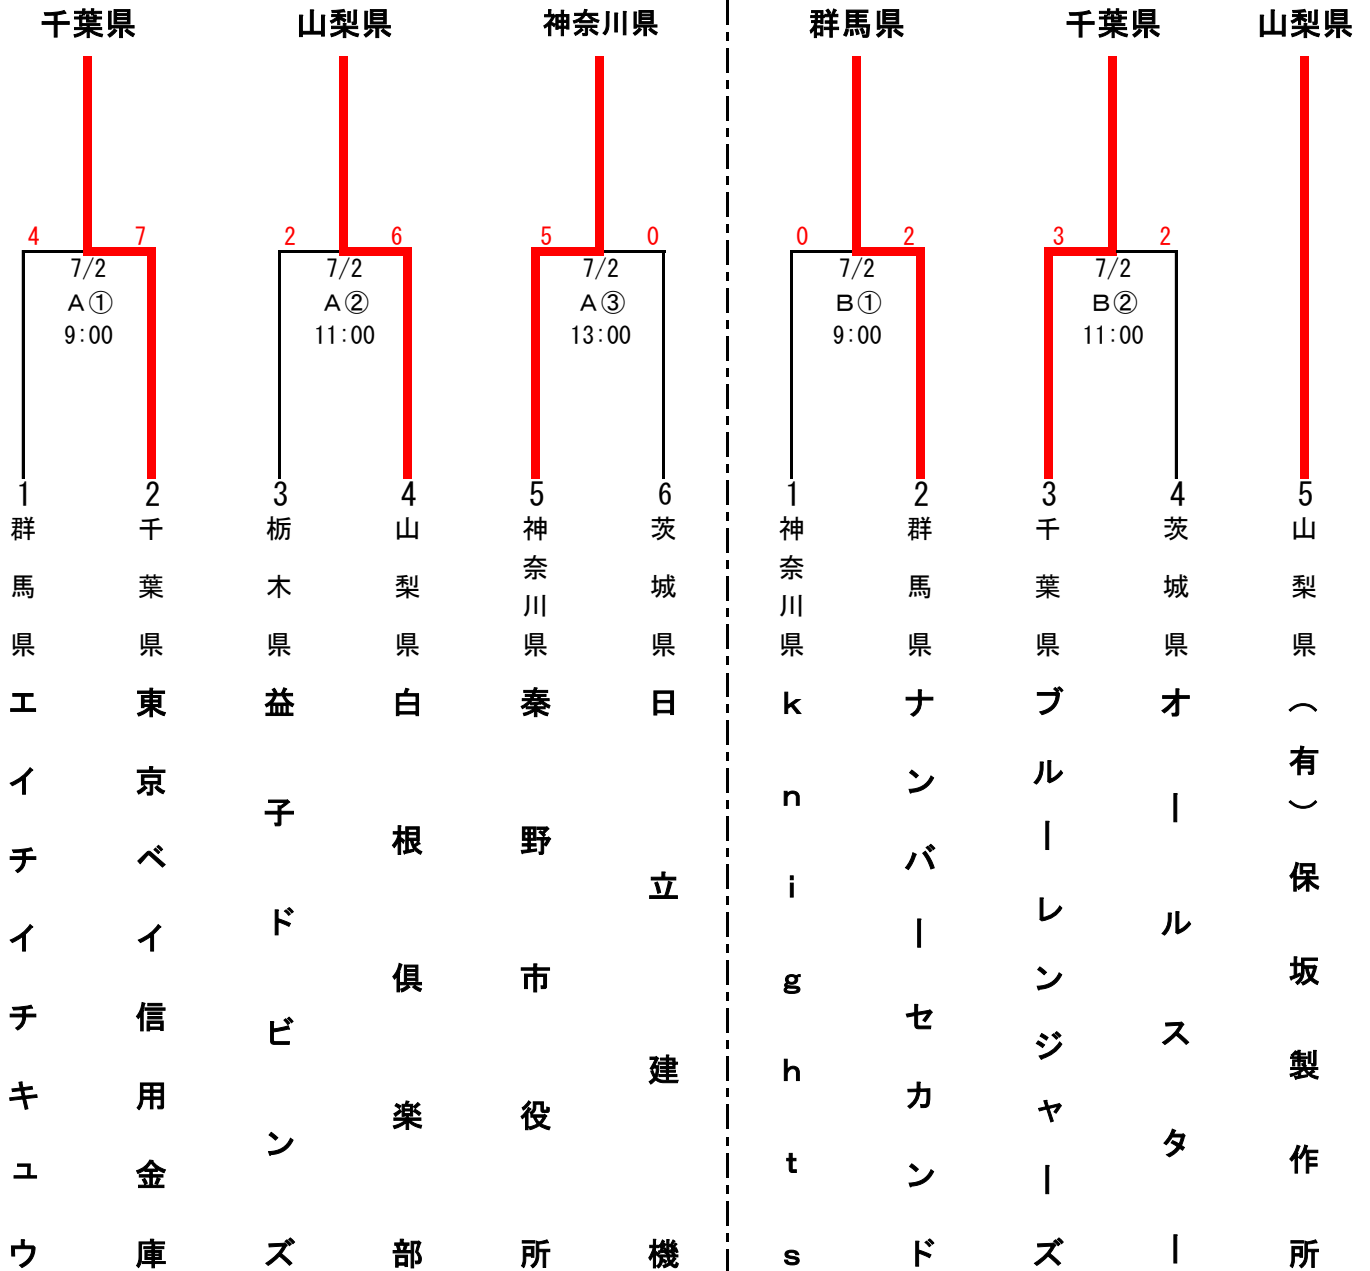 千葉県 山梨県 神奈川県 群馬県 千葉県 山梨県
4 7 2 6 5 0 0 2 3 2
7/2 7/2 7/2 7/2 7/2
A① A② A③ B① B②
9:00 11:00 13:00 9:00 11:00
1 2 3 4 5 6 1 2 3 4 5
群馬県
千葉県
栃木県
山梨県
神奈川県
茨城県
神奈川県
群馬県
千葉県
茨城県
山梨県
エイチイチキュウ
東京ベイ信用金庫
益子ドビンズ
白根倶楽部
秦野市役所
日立建機
knights
ナンバーセカンド
ブルーレンジャーズ
オールスター
(有)保坂製作所